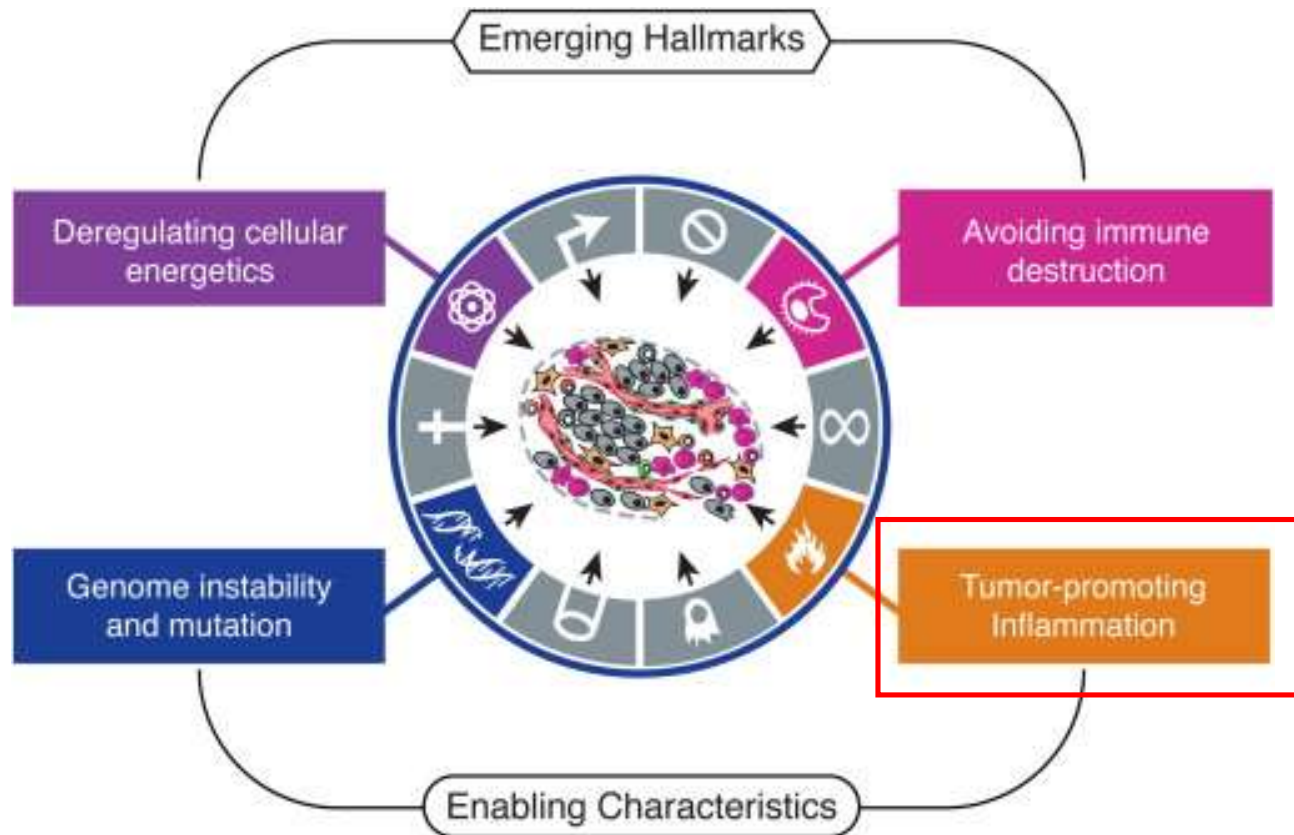 Emerging Hallmarks
Deregulating cellular
energetics
Avoiding immune
destruction
Genome instability
and mutation
Tumor-promoting
Inflammation
Enabling Characteristics